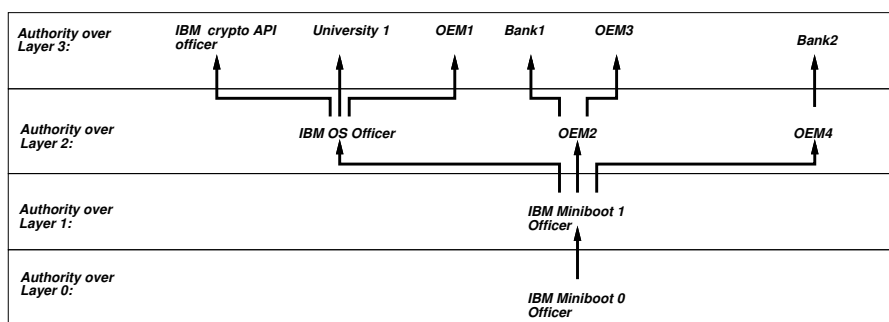 Authority over
Layer 3:
IBM crypto API
officer
University 1
OEM1
Bank1
OEM3
Bank2
Authority over
Layer 2:
IBM OS Officer
OEM2
OEM4
Authority over
Layer 1:
IBM Miniboot 1
Officer
Authority over
Layer 0:
IBM Miniboot 0
Officer